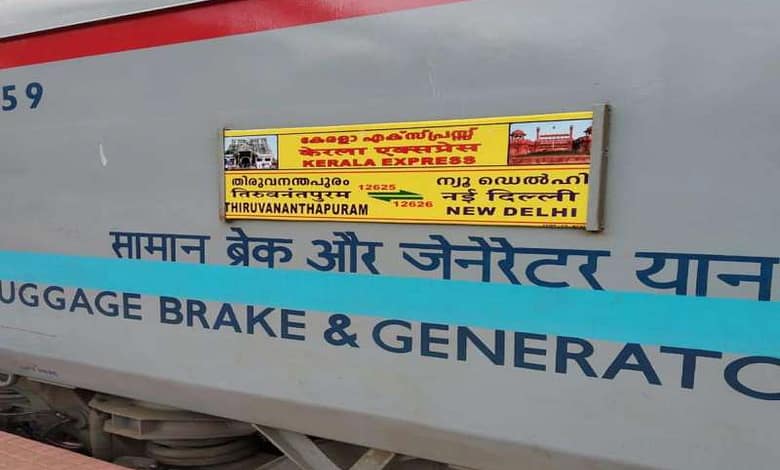 59
കേരളാ എക്സ്പ്രസ്സ്
केरला एक्सप्रेस
KERALA EXPRESS
തിരുവനന്തപുരം 12625 ന്യൂ ഡെൽഹി
तिरुवनंतपुरम नई दिल्ली
THIRUVANANTHAPURAM 12626 NEW DELHI
सामान ब्रेक और जेनेरेटर यान
UGGAGE BRAKE & GENERATO